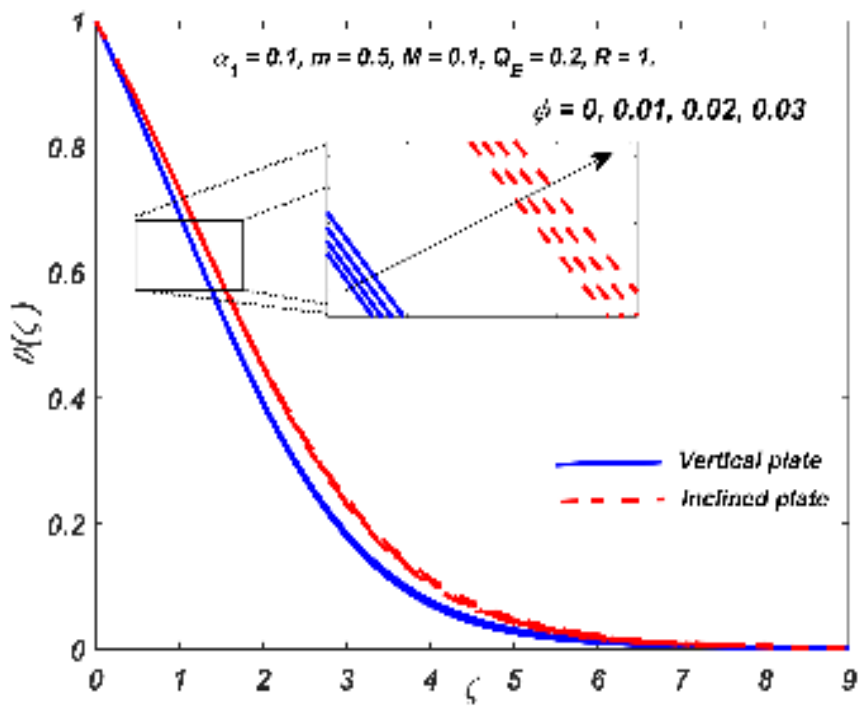 α₁ = 0.1, m = 0.5, M = 0.1, Q_E = 0.2, R = 1.
ϕ = 0, 0.01, 0.02, 0.03
1
0.8
0.6
0.4
0.2
0
θ(ζ)
Vertical plate
Inclined plate
0 1 2 3 4 5 6 7 8 9
ζ